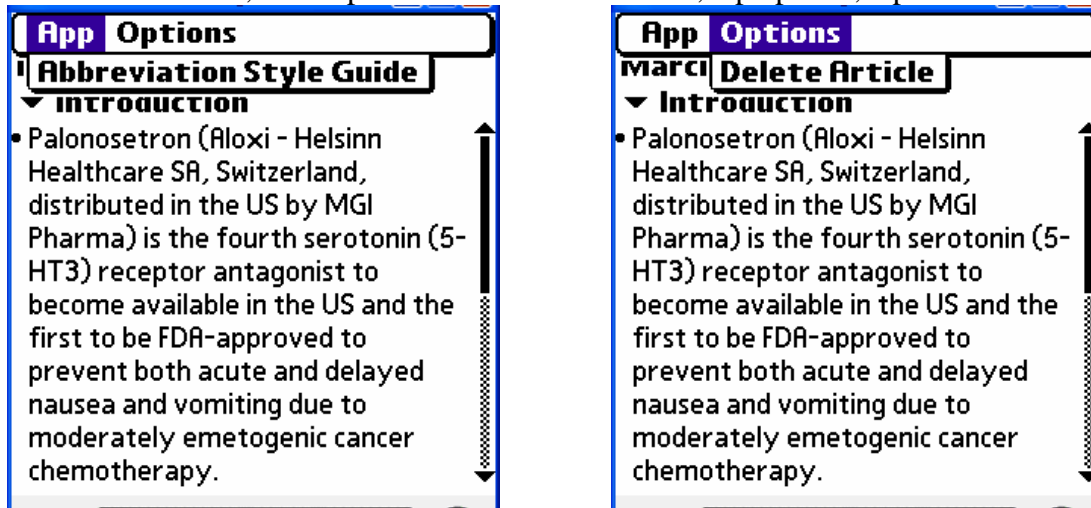 App Options
Abbreviation Style Guide
Introduction
• Palonosetron (Aloxi - Helsinn
Healthcare SA, Switzerland,
distributed in the US by MGI
Pharma) is the fourth serotonin (5-
HT3) receptor antagonist to
become available in the US and the
first to be FDA-approved to
prevent both acute and delayed
nausea and vomiting due to
moderately emetogenic cancer
chemotherapy.
App Options
Marci Delete Article
Introduction
• Palonosetron (Aloxi - Helsinn
Healthcare SA, Switzerland,
distributed in the US by MGI
Pharma) is the fourth serotonin (5-
HT3) receptor antagonist to
become available in the US and the
first to be FDA-approved to
prevent both acute and delayed
nausea and vomiting due to
moderately emetogenic cancer
chemotherapy.